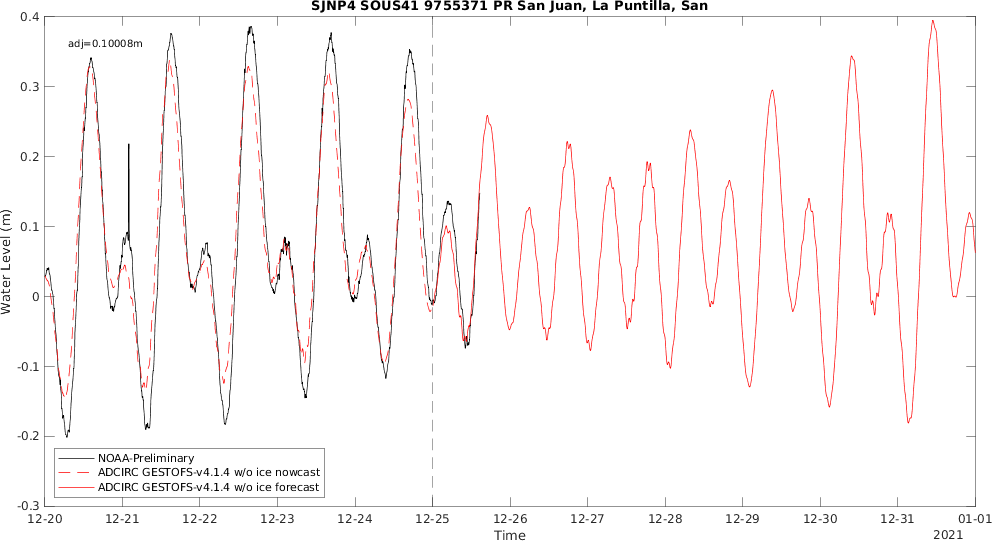 SJNP4 SOUS41 9755371 PR San Juan, La Puntilla, San
adj=0.10008m
Water Level (m)
0.4
0.3
0.2
0.1
0
-0.1
-0.2
-0.3
NOAA-Preliminary
ADCIRC GESTOFS-v4.1.4 w/o ice nowcast
ADCIRC GESTOFS-v4.1.4 w/o ice forecast
12-20 12-21 12-22 12-23 12-24 12-25 12-26 12-27 12-28 12-29 12-30 12-31 01-01
Time
2021